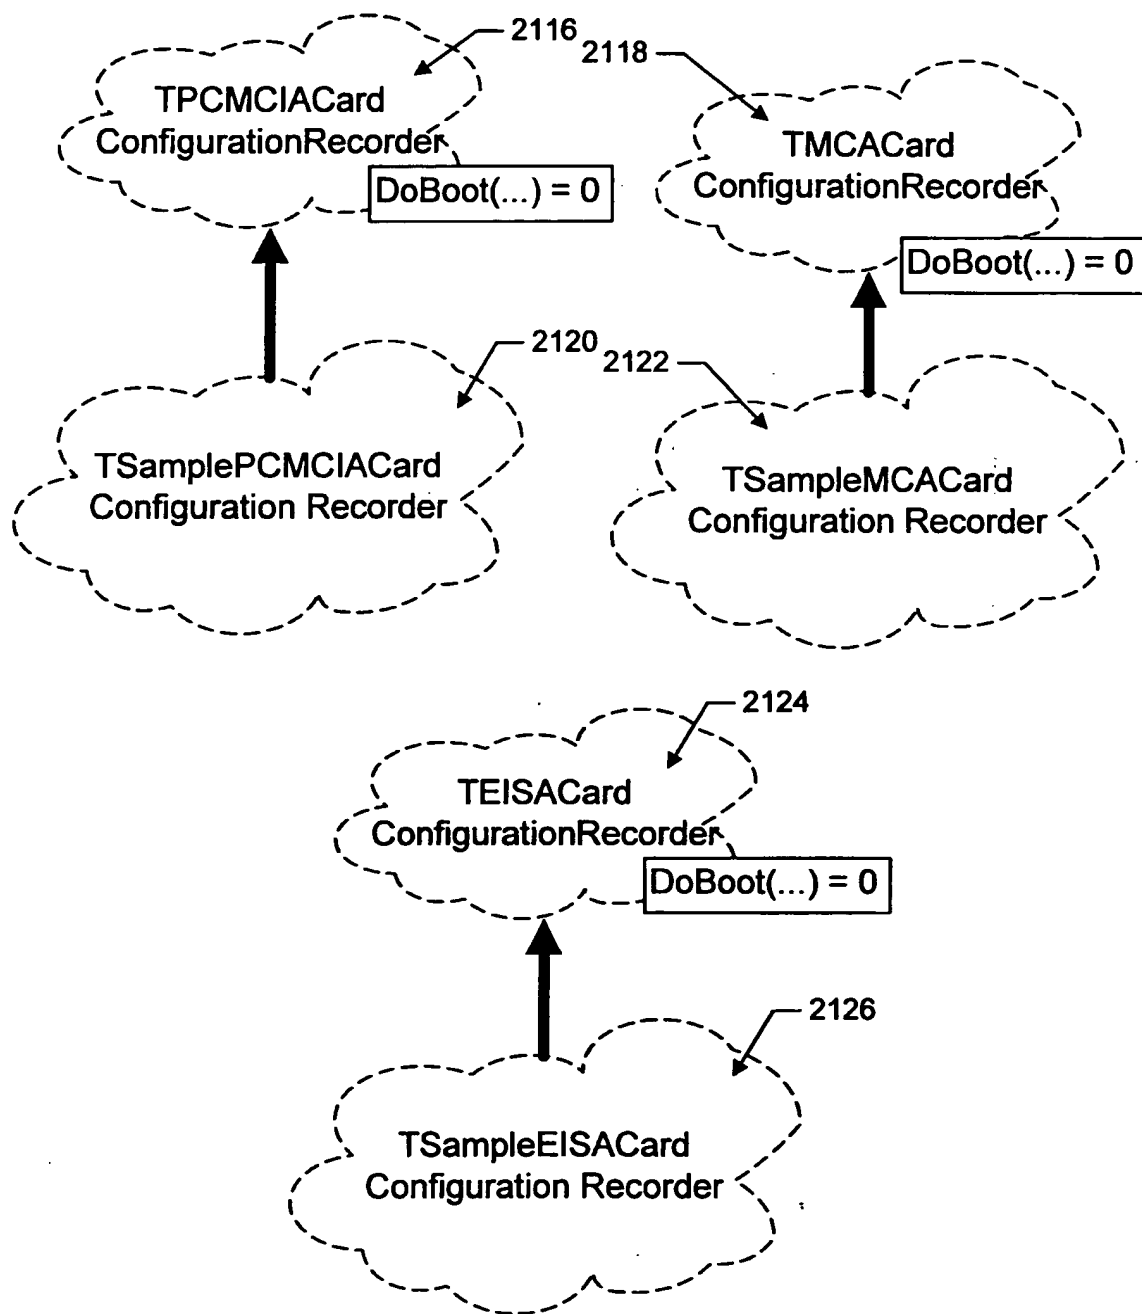 2116
2118
TPCMCIACard
ConfigurationRecorder
DoBoot(...) = 0
TMCACard
ConfigurationRecorder
DoBoot(...) = 0
2120
2122
TSamplePCMCIACard
Configuration Recorder
TSampleMCACard
Configuration Recorder
2124
TEISACard
ConfigurationRecorder
DoBoot(...) = 0
2126
TSampleEISACard
Configuration Recorder